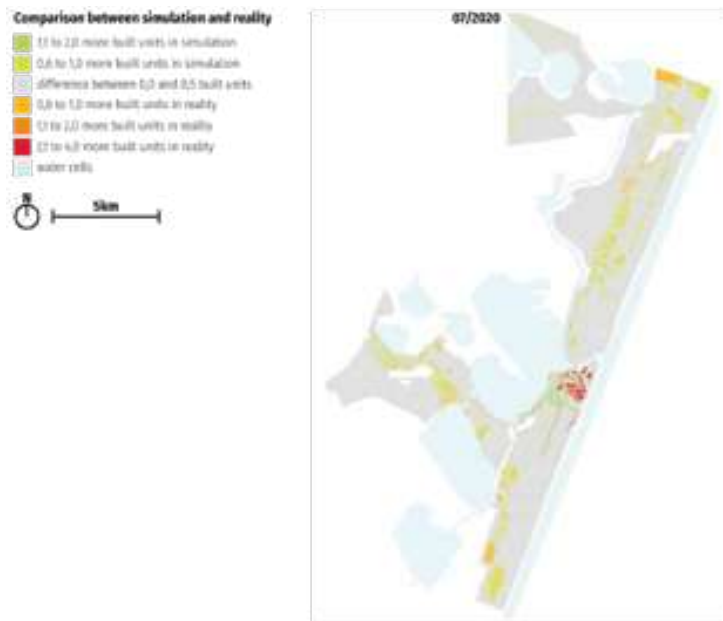 Comparison between simulation and reality
1,1 to 2,0 more built units in simulation
0,6 to 1,0 more built units in simulation
difference between 0,0 and 0,5 built units
0,6 to 1,0 more built units in reality
1,1 to 2,0 more built units in reality
2,1 to 4,0 more built units in reality
water cells
N
5km
07/2020